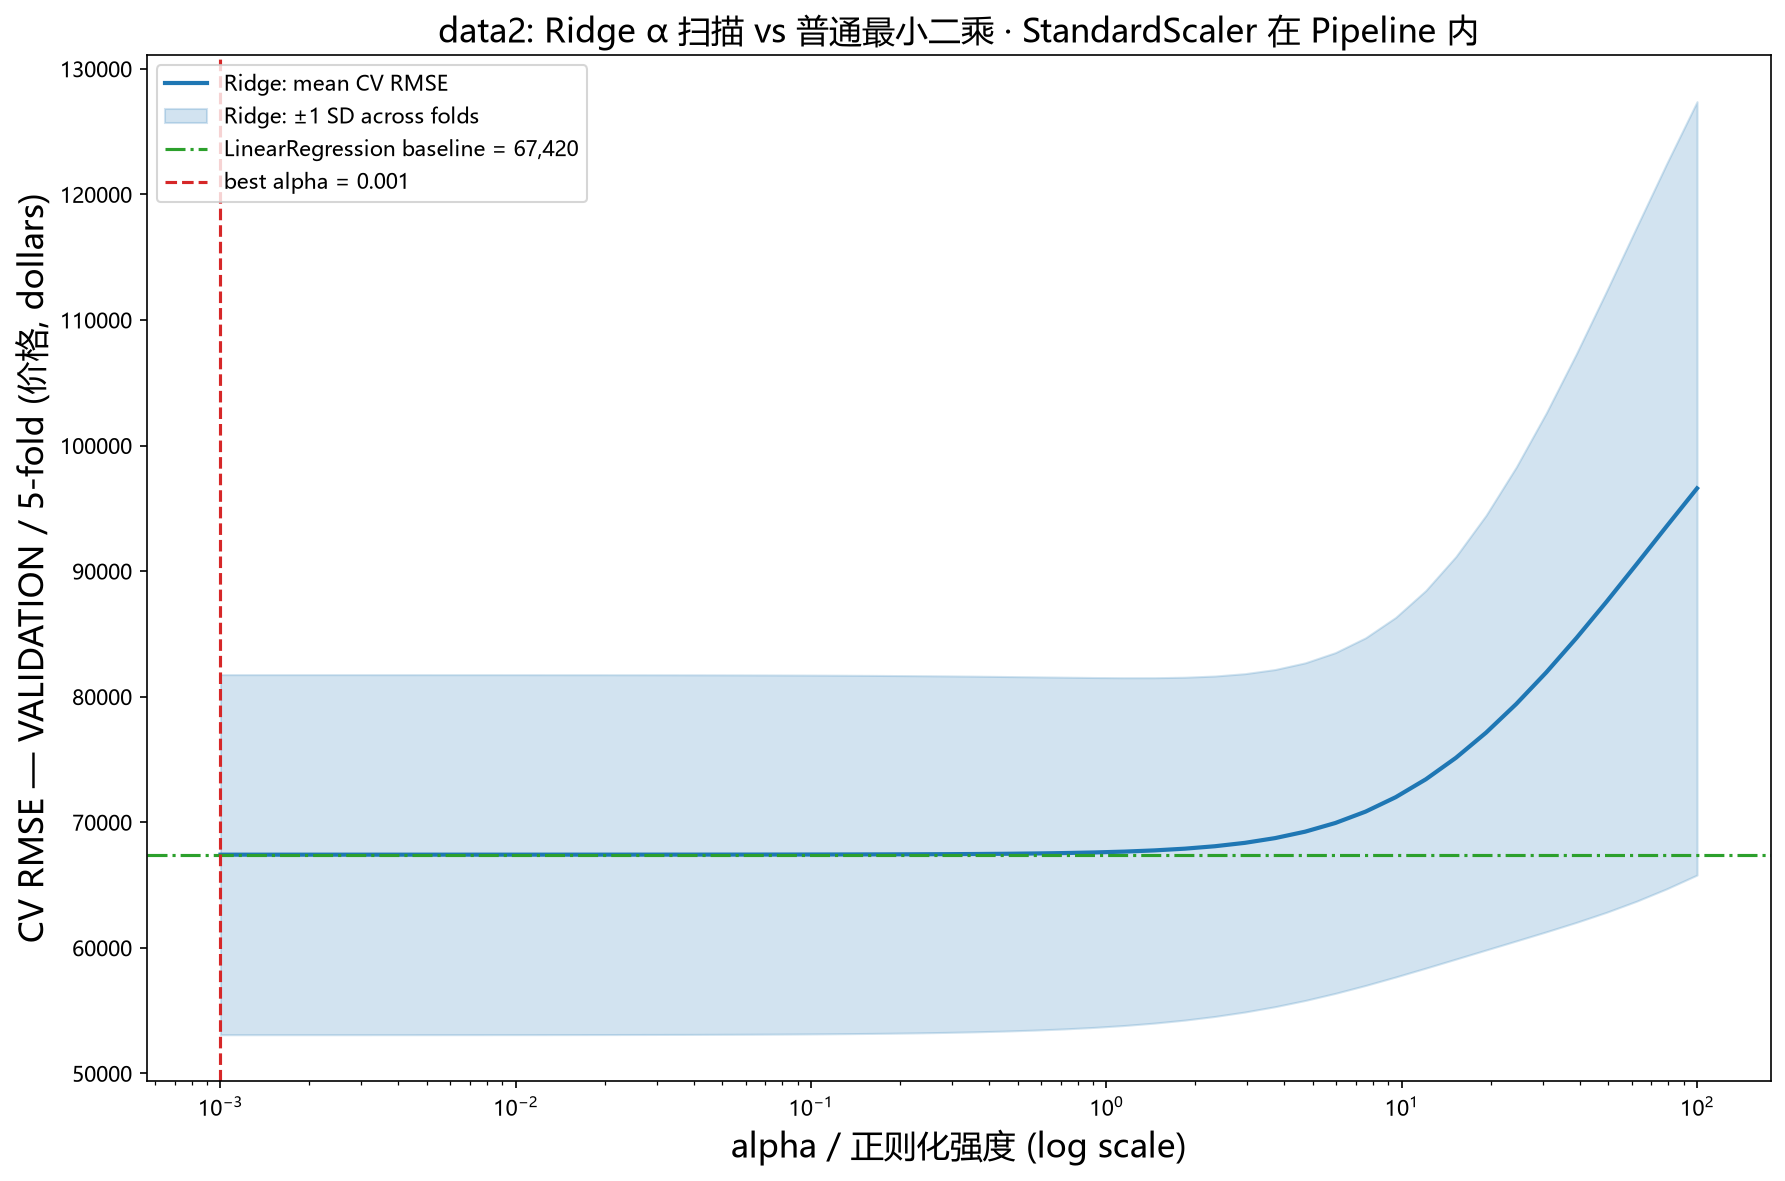 data2: Ridge α 扫描 vs 普通最小二乘 · StandardScaler 在 Pipeline 内
Ridge: mean CV RMSE
Ridge: ±1 SD across folds
LinearRegression baseline = 67,420
best alpha = 0.001
CV RMSE — VALIDATION / 5-fold (价格, dollars)
130000
120000
110000
100000
90000
80000
70000
60000
50000
10⁻³ 10⁻² 10⁻¹ 10⁰ 10¹ 10²
alpha / 正则化强度 (log scale)